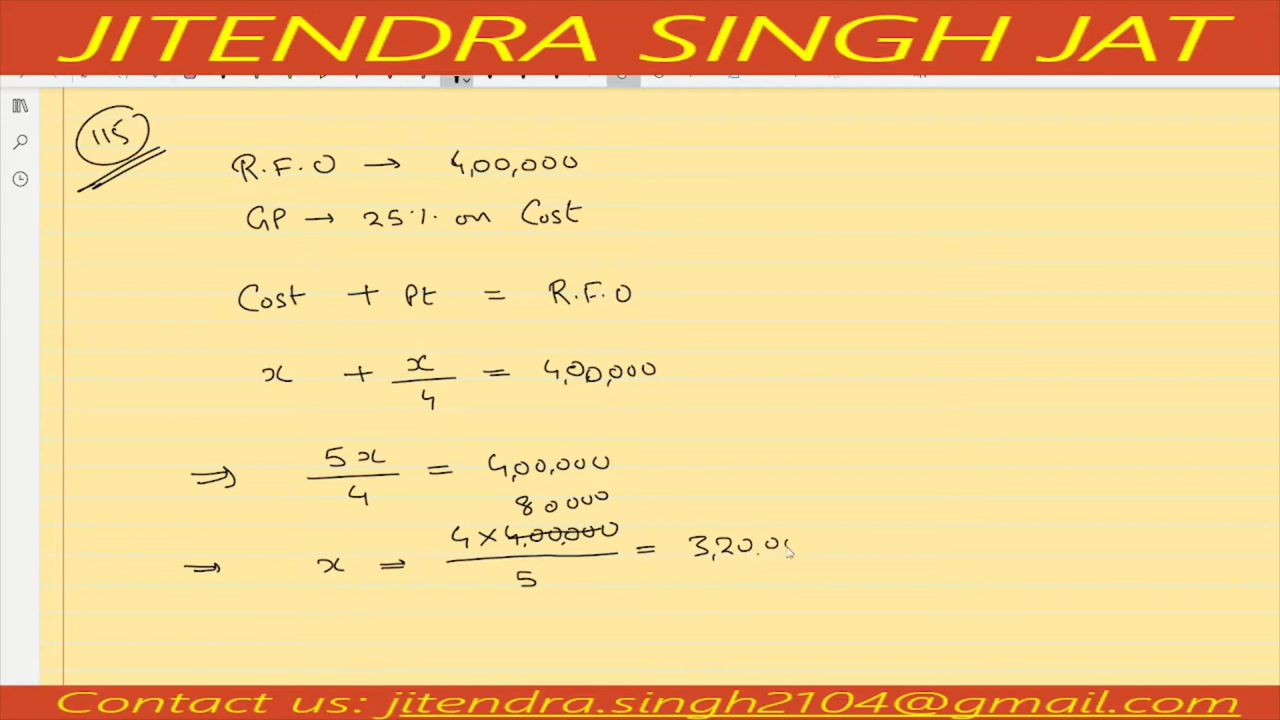 JITENDRA SINGH JAT
115
R.F.O → 4,00,000
GP → 25% on Cost
Cost + Pt = R.F.O
x + x/4 = 4,00,000
⇒ 5x/4 = 4,00,000
80000
⇒ x = 4 × 4,00,000/5 = 3,20.00
Contact us: jitendra.singh2104@gmail.com